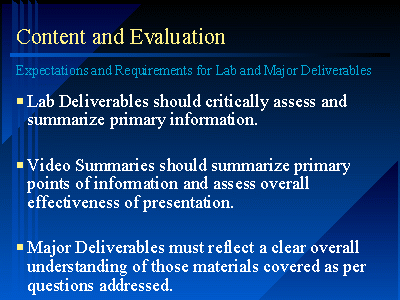 Content and Evaluation
Expectations and Requirements for Lab and Major Deliverables
Lab Deliverables should critically assess and
summarize primary information.
Video Summaries should summarize primary
points of information and assess overall
effectiveness of presentation.
Major Deliverables must reflect a clear overall
understanding of those materials covered as per
questions addressed.